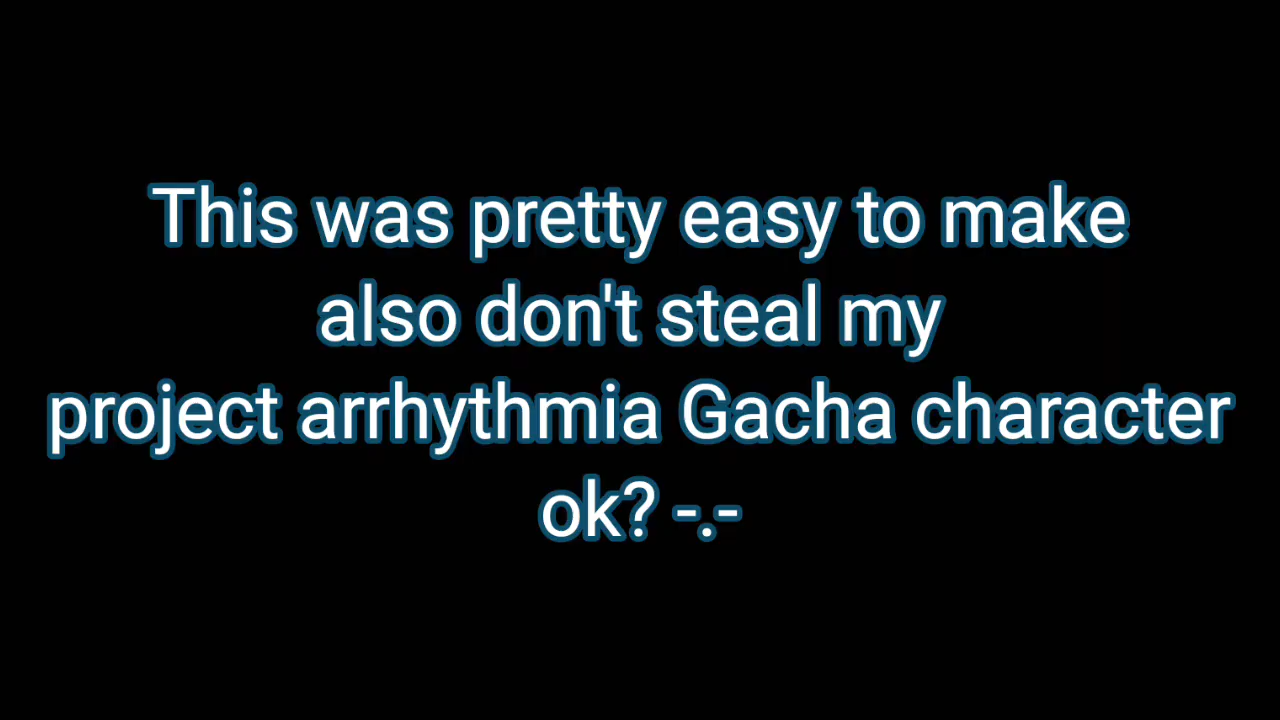 This was pretty easy to make
also don't steal my
project arrhythmia Gacha character
ok? -.-